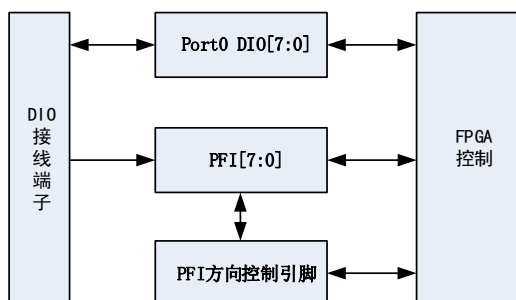 DIO
接
线
端
子
Port0 DIO[7:0]
PFI[7:0]
PFI方向控制引脚
FPGA
控制